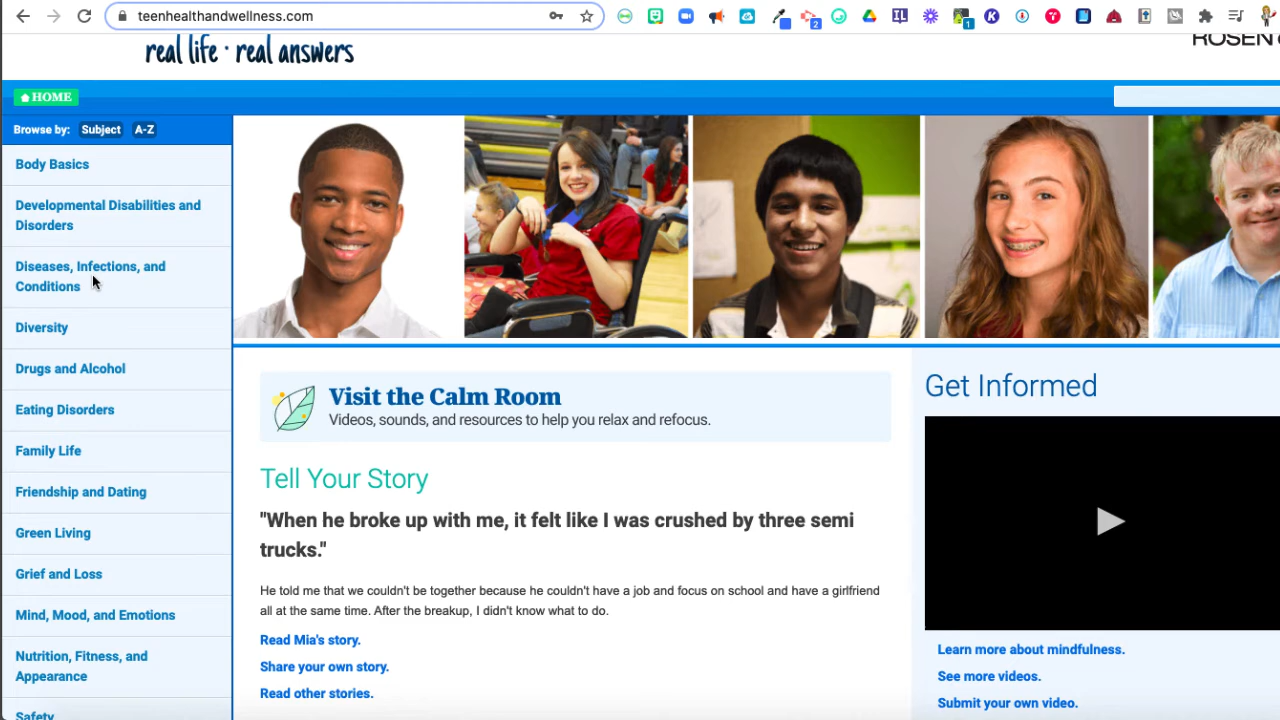 teenhealthandwellness.com
2
1
real life · real answers
ROSEN
HOME
Browse by: Subject A-Z
Body Basics
Developmental Disabilities and
Disorders
Diseases, Infections, and
Conditions
Diversity
Drugs and Alcohol
Eating Disorders
Family Life
Friendship and Dating
Green Living
Grief and Loss
Mind, Mood, and Emotions
Nutrition, Fitness, and
Appearance
Safety
Visit the Calm Room
Videos, sounds, and resources to help you relax and refocus.
Tell Your Story
"When he broke up with me, it felt like I was crushed by three semi
trucks."
He told me that we couldn't be together because he couldn't have a job and focus on school and have a girlfriend
all at the same time. After the breakup, I didn't know what to do.
Read Mia's story.
Share your own story.
Read other stories.
Get Informed
Learn more about mindfulness.
See more videos.
Submit your own video.